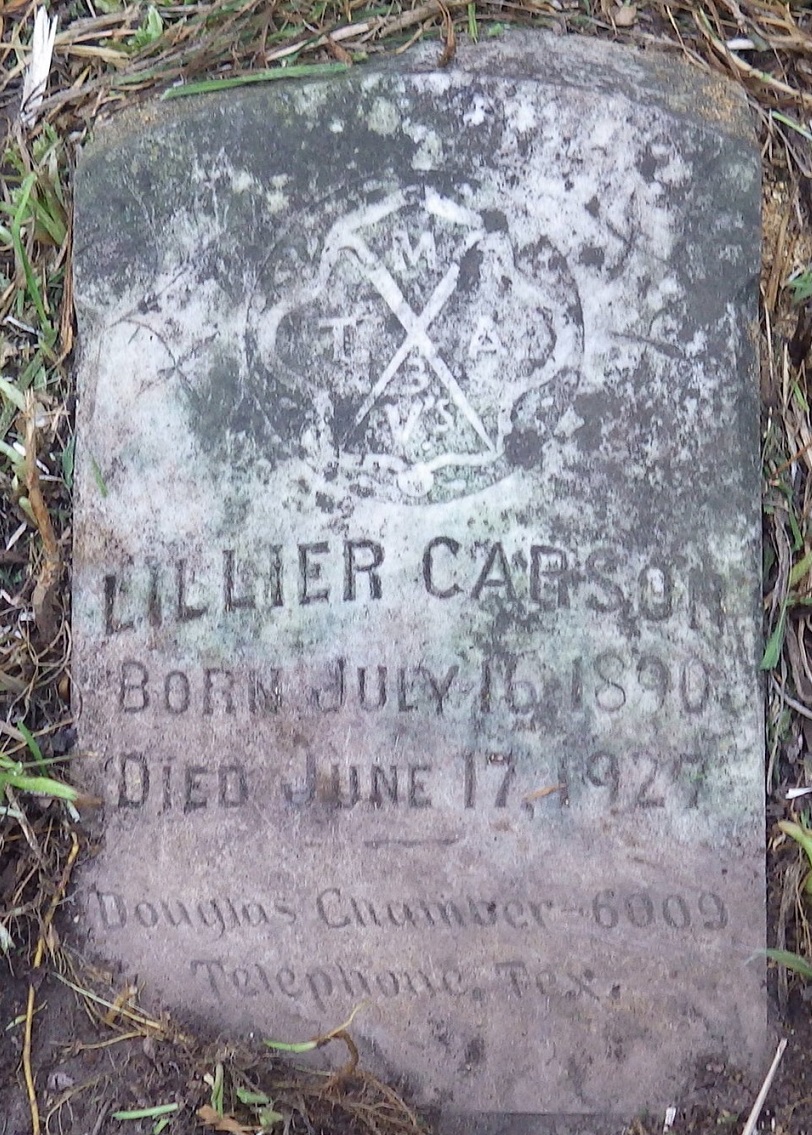 M
T A
3
V'S
LILLIER CARSON
BORN JULY 16, 1890
DIED JUNE 17, 1927
Douglas Chamber-6009
Telephone, Tex.